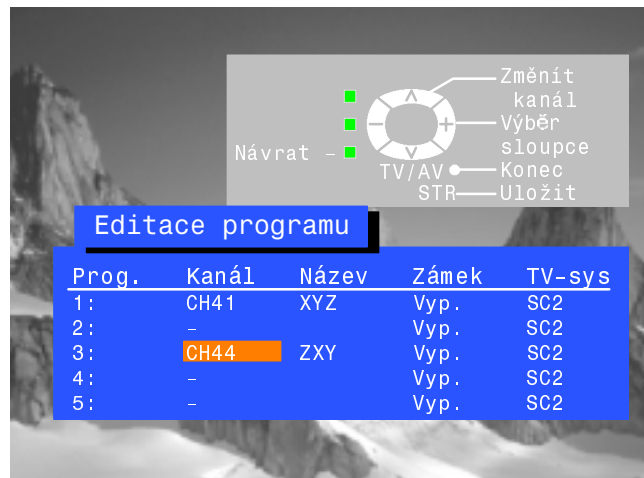 Změnít
kanál
Výběr
sloupce
Návrat –
TV/AV Konec
STR Uložit
Editace programu
Prog. Kanál Název Zámek TV-sys
1: CH41 XYZ Vyp. SC2
2: – Vyp. SC2
3: CH44 ZXY Vyp. SC2
4: – Vyp. SC2
5: – Vyp. SC2